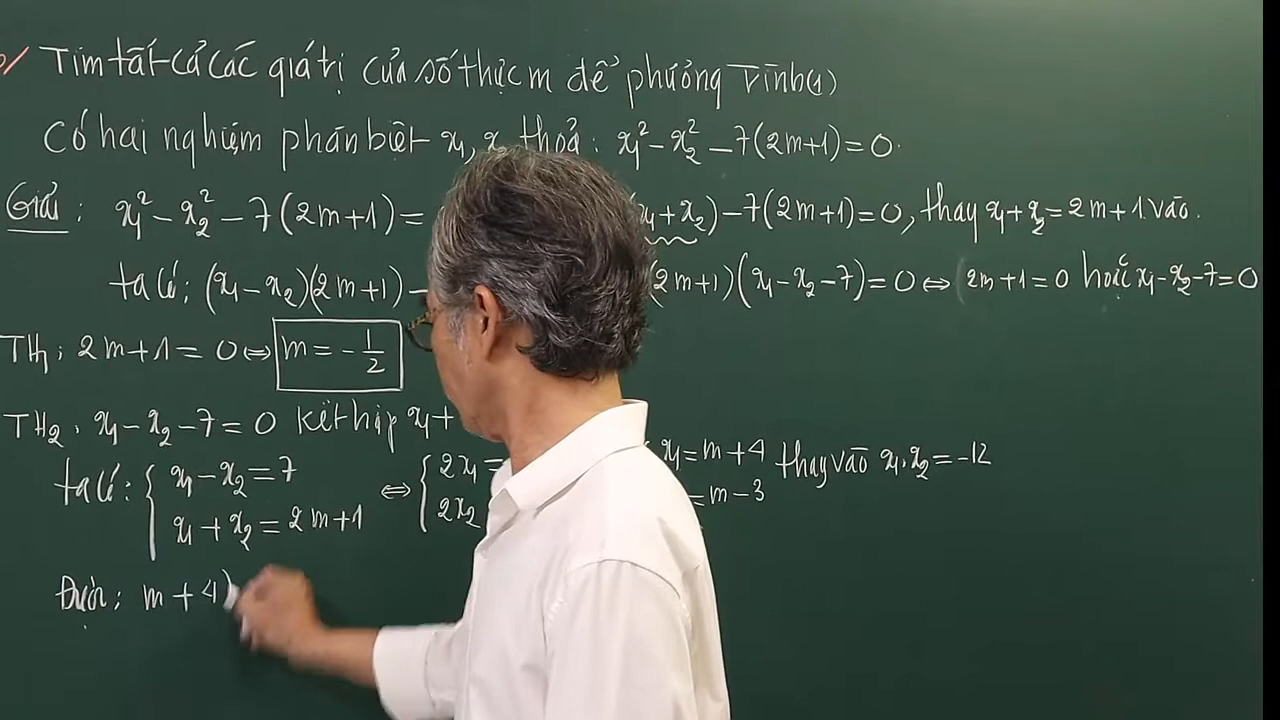 Tìm tất cả các giá trị của số thực m để phương trình (1)
Có hai nghiệm phân biệt x₁, x₂ thoả : x₁² - x₂² - 7(2m+1) = 0.
Giải : x₁² - x₂² - 7(2m+1) = x₁ + x₂) - 7(2m+1) = 0, thay x₁ + x₂ = 2m + 1 vào.
ta có : (x₁ - x₂)(2m+1) - (2m+1)(x₁ - x₂ - 7) = 0 ⇔ (2m+1 = 0 hoặc x₁ - x₂ - 7 = 0
TH₁ : 2m + 1 = 0 ⇔ m = -1/2
TH₂ : x₁ - x₂ - 7 = 0 kết hợp x₁ +
ta có : { x₁ - x₂ = 7 ⇔ { 2x₁ = x₁ = m + 4 thay vào x₁.x₂ = -12
x₁ + x₂ = 2m + 1 2x₂ = m - 3
Được : m + 4)